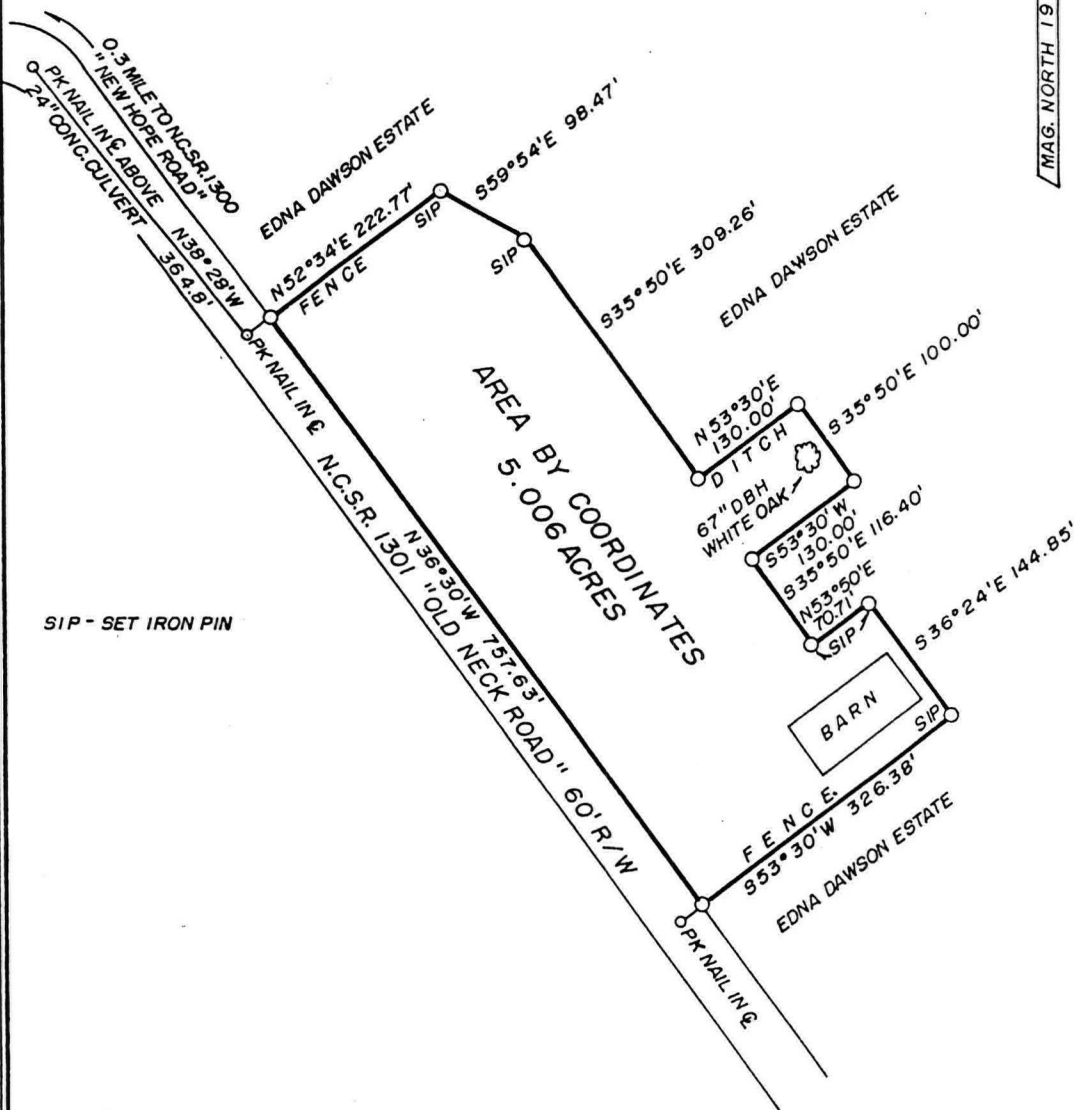 MAG. NORTH 19
0.3 MILE TO N.C.S.R. 1300
"NEW HOPE ROAD"
PK NAIL IN ℄ ABOVE
24" CONC. CULVERT
N38°28'W
364.8'
EDNA DAWSON ESTATE
N52°34'E 222.77'
FENCE
SIP
S59°54'E 98.47'
SIP
S35°50'E 309.26'
EDNA DAWSON ESTATE
PK NAIL IN ℄
N53°30'E
130.00'
DITCH
S35°50'E 100.00'
67" DBH
WHITE OAK
S53°30'W
130.00'
S35°50'E 116.40'
N53°50'E
70.71'
SIP
S36°24'E 144.85'
AREA BY COORDINATES
5.006 ACRES
N36°30'W 757.63'
N.C.S.R. 1301 "OLD NECK ROAD" 60' R/W
SIP - SET IRON PIN
BARN
SIP
FENCE.
S53°30'W 326.38'
EDNA DAWSON ESTATE
PK NAIL IN ℄